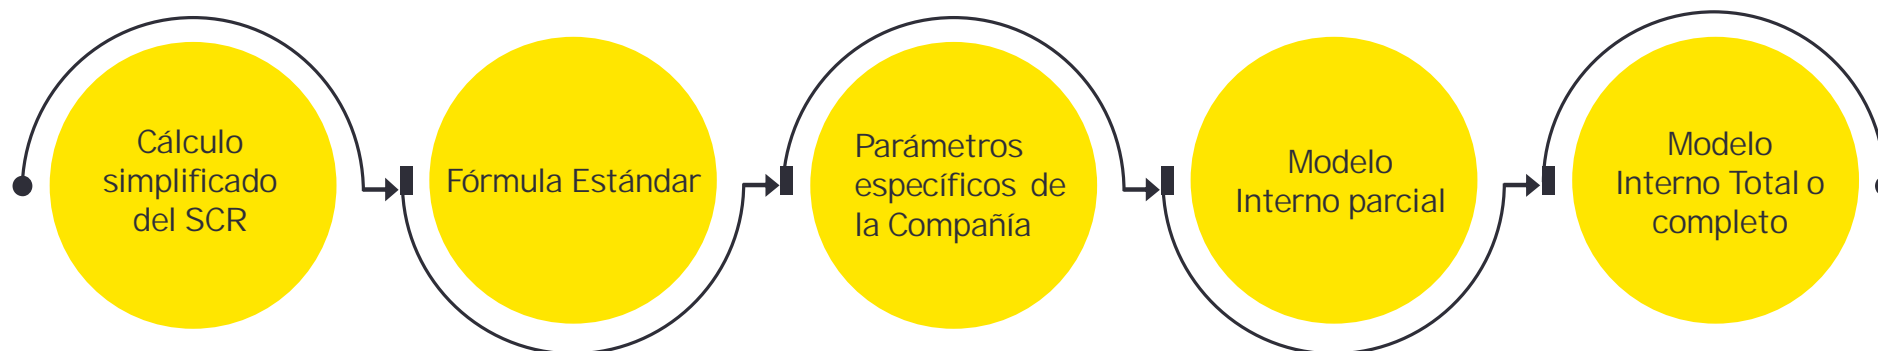 Cálculo
simplificado
del SCR
Fórmula Estándar
Parámetros
específicos de
la Compañía
Modelo
Interno parcial
Modelo
Interno Total o
completo